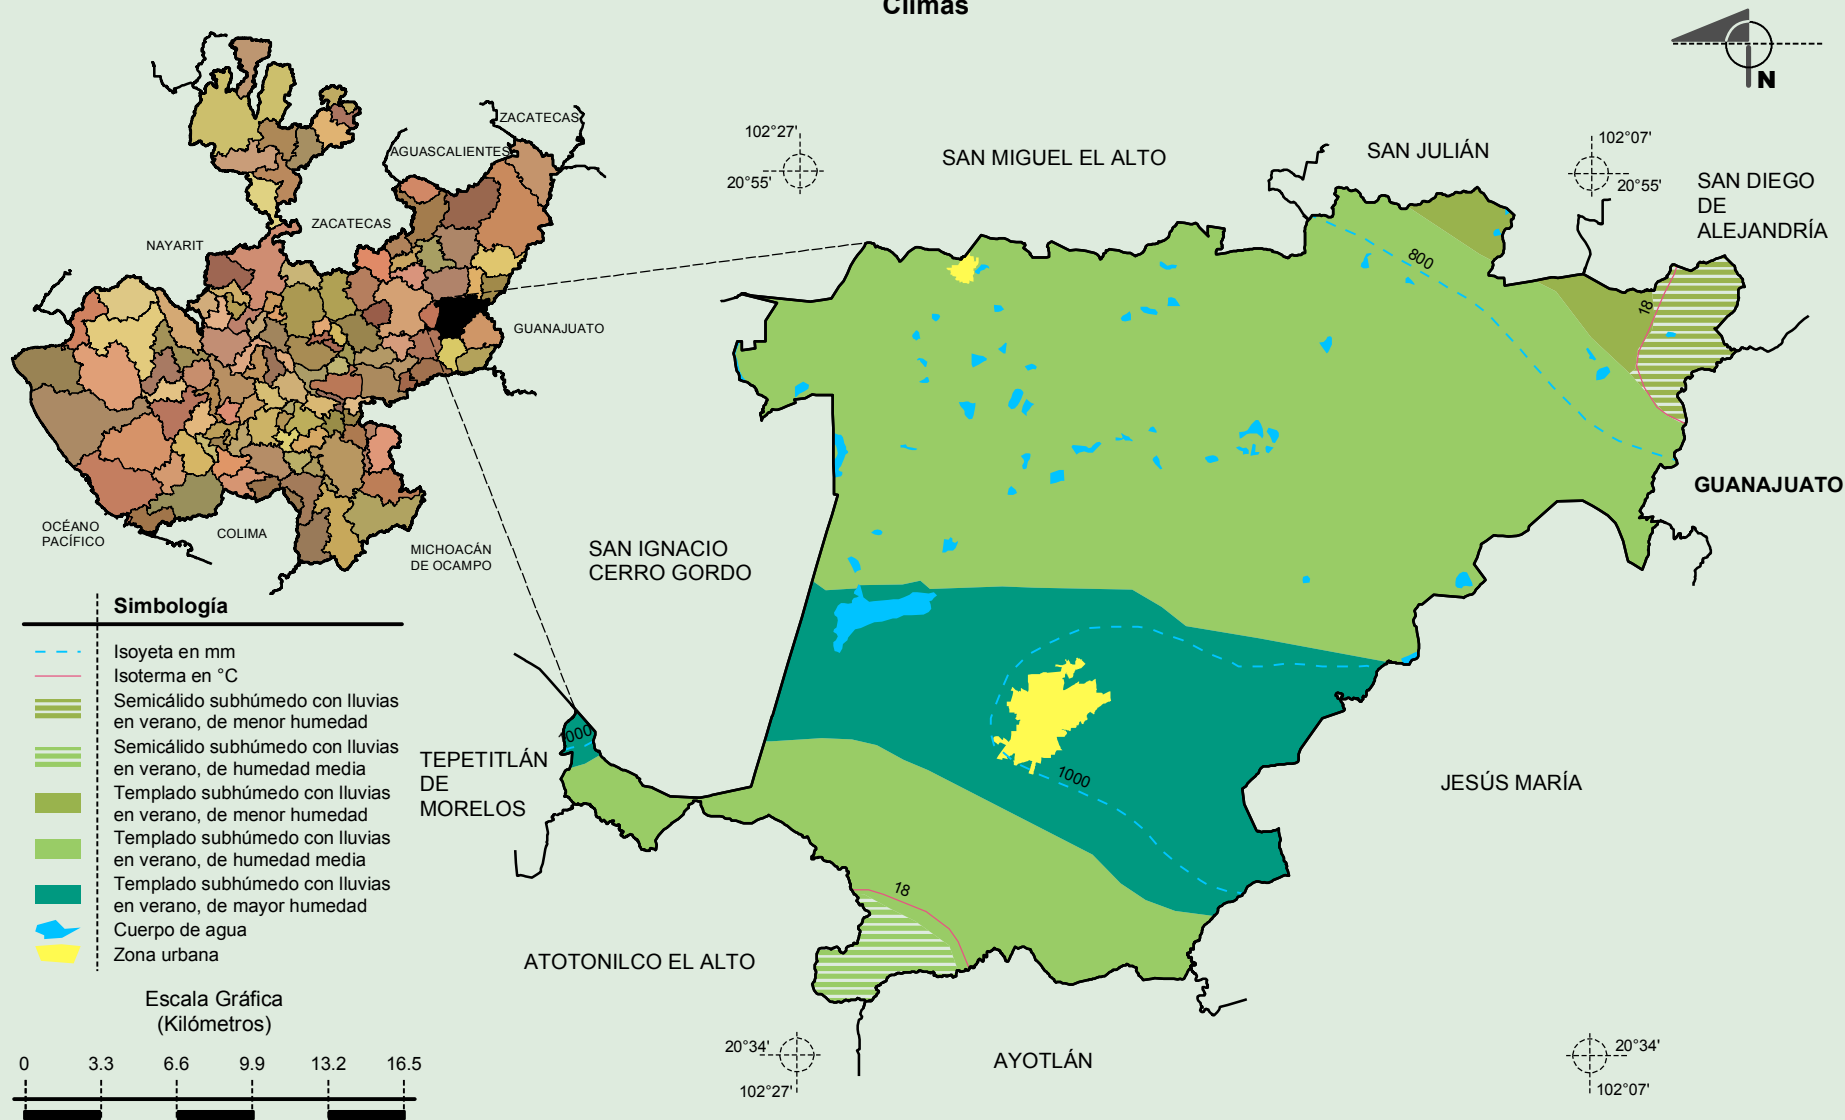 Climas
N
ZACATECAS
AGUASCALIENTES
ZACATECAS
NAYARIT
GUANAJUATO
OCÉANO
PACÍFICO
COLIMA
MICHOACÁN
DE OCAMPO
102°27'
20°55'
SAN MIGUEL EL ALTO
SAN JULIÁN
102°07'
20°55'
SAN DIEGO
DE
ALEJANDRÍA
800
18
GUANAJUATO
SAN IGNACIO
CERRO GORDO
1000
TEPETITLÁN
DE
MORELOS
1000
JESÚS MARÍA
18
ATOTONILCO EL ALTO
AYOTLÁN
20°34'
102°27'
20°34'
102°07'
Simbología
Isoyeta en mm
Isoterma en °C
Semicálido subhúmedo con lluvias
en verano, de menor humedad
Semicálido subhúmedo con lluvias
en verano, de humedad media
Templado subhúmedo con lluvias
en verano, de menor humedad
Templado subhúmedo con lluvias
en verano, de humedad media
Templado subhúmedo con lluvias
en verano, de mayor humedad
Cuerpo de agua
Zona urbana
Escala Gráfica
(Kilómetros)
0 3.3 6.6 9.9 13.2 16.5